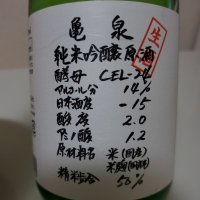 亀泉
生
純米吟醸原酒
酵母 CEL-24
アルコール分 14%
日本酒度 -15
酸度 2.0
アミノ酸 1.2
原材料名 米(国産)
米麹(国産米)
精米歩合 50%